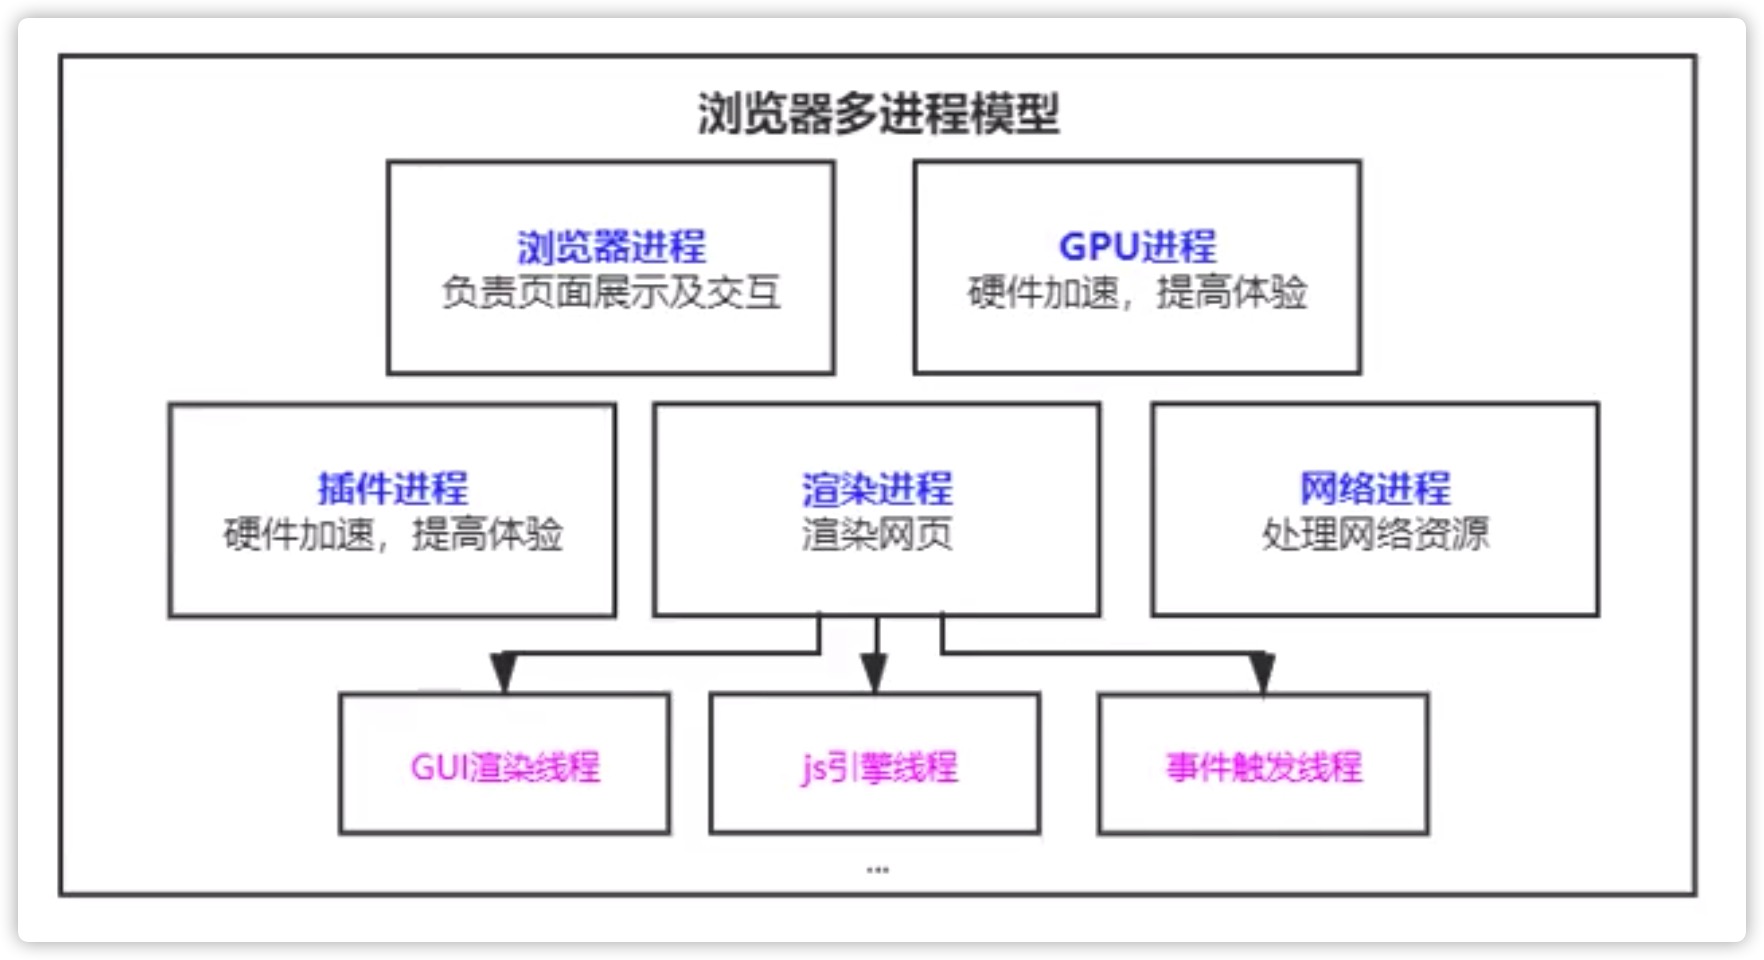 浏览器多进程模型
浏览器进程
负责页面展示及交互
GPU进程
硬件加速，提高体验
插件进程
硬件加速，提高体验
渲染进程
渲染网页
网络进程
处理网络资源
GUI渲染线程
js引擎线程
事件触发线程
...